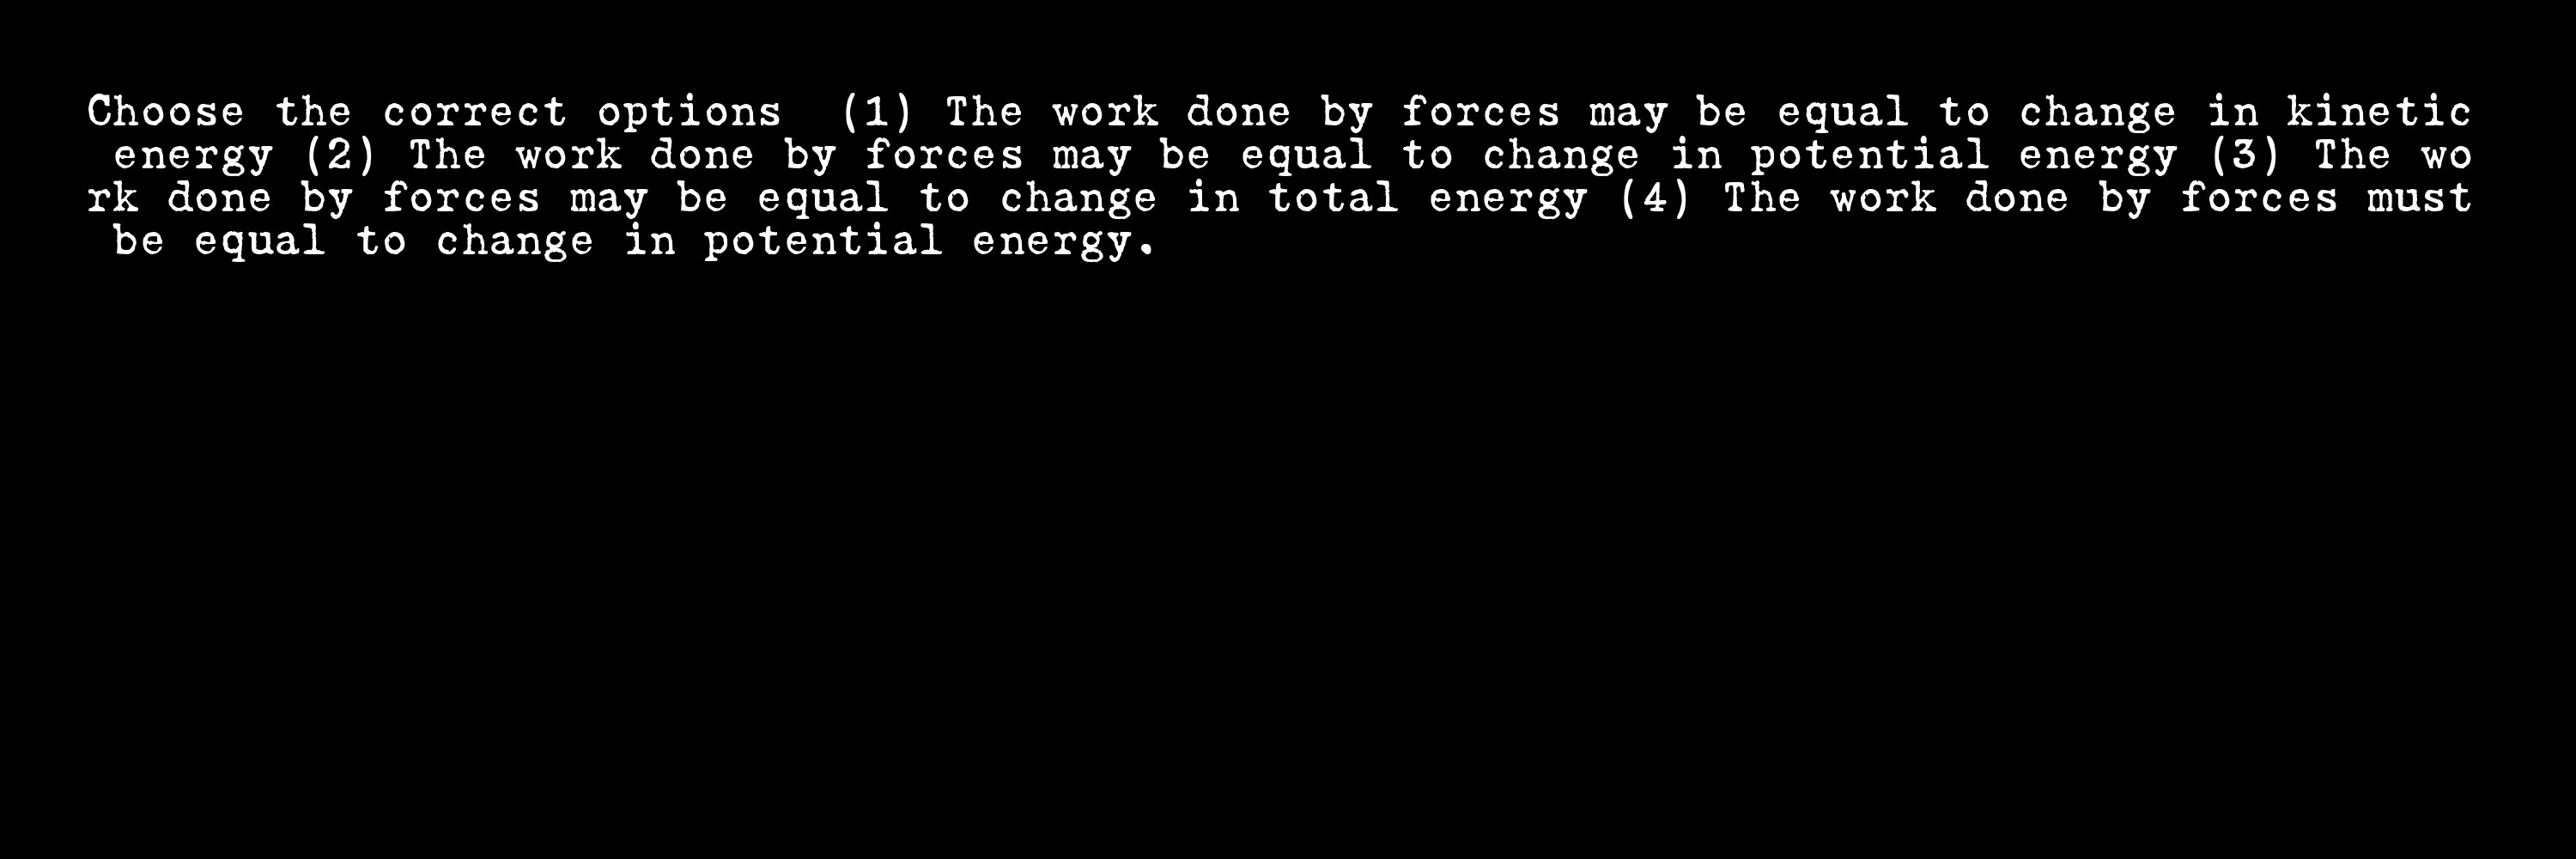 Choose the correct options  (1) The work done by forces may be equal to change in kinetic
 energy (2) The work done by forces may be equal to change in potential energy (3) The wo
rk done by forces may be equal to change in total energy (4) The work done by forces must
 be equal to change in potential energy.